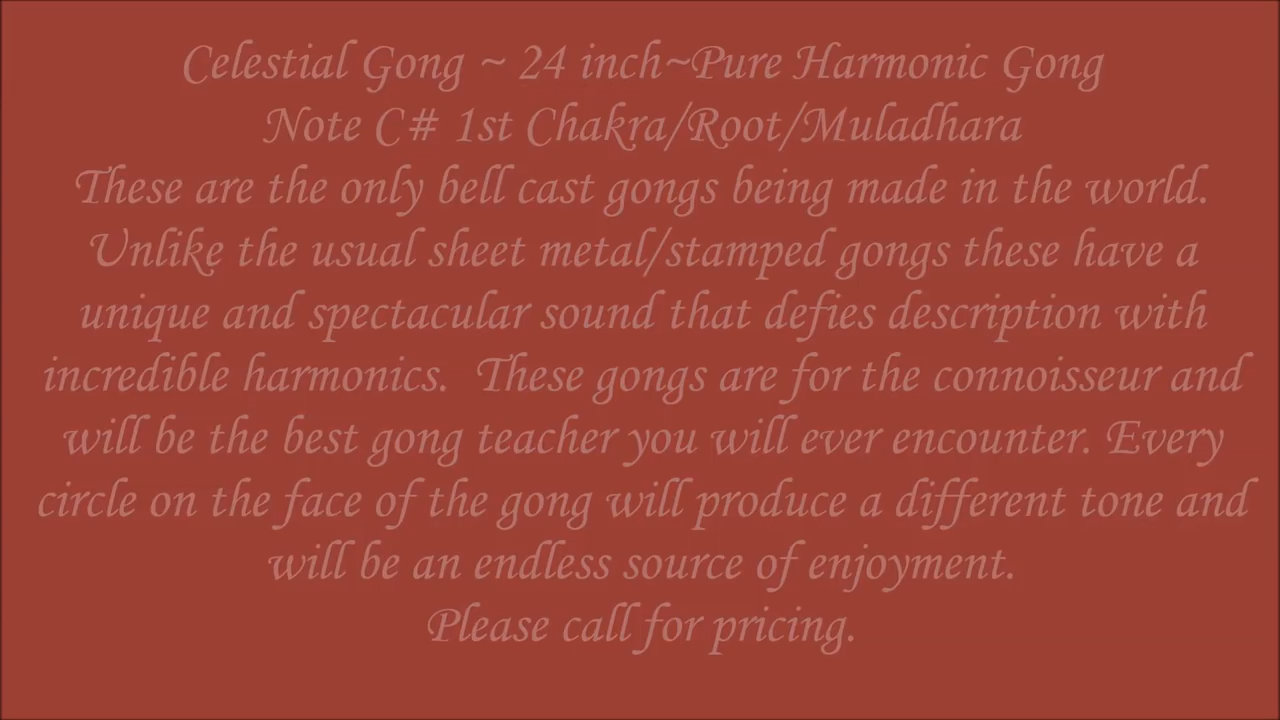 Celestial Gong ~ 24 inch~Pure Harmonic Gong
Note C# 1st Chakra/Root/Muladhara
These are the only bell cast gongs being made in the world.
Unlike the usual sheet metal/stamped gongs these have a
unique and spectacular sound that defies description with
incredible harmonics.  These gongs are for the connoisseur and
will be the best gong teacher you will ever encounter. Every
circle on the face of the gong will produce a different tone and
will be an endless source of enjoyment.
Please call for pricing.